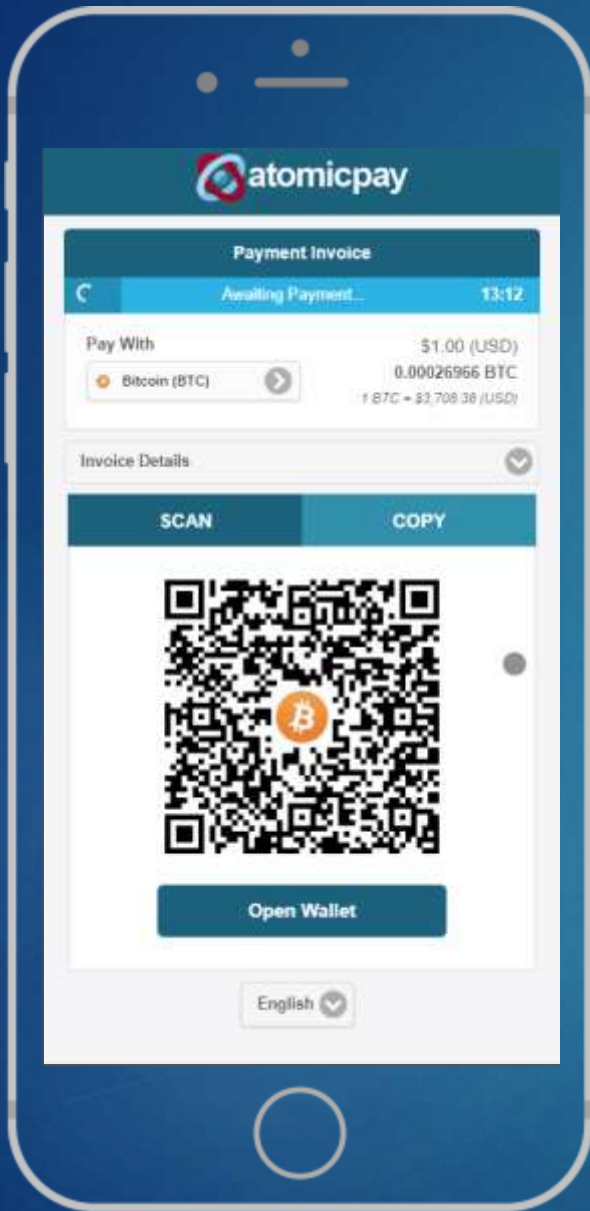 atomicpay
Payment Invoice
Awaiting Payment... 13:12
Pay With
$1.00 (USD)
Bitcoin (BTC)
0.00026966 BTC
1 BTC = $3,708.38 (USD)
Invoice Details
SCAN COPY
Open Wallet
English